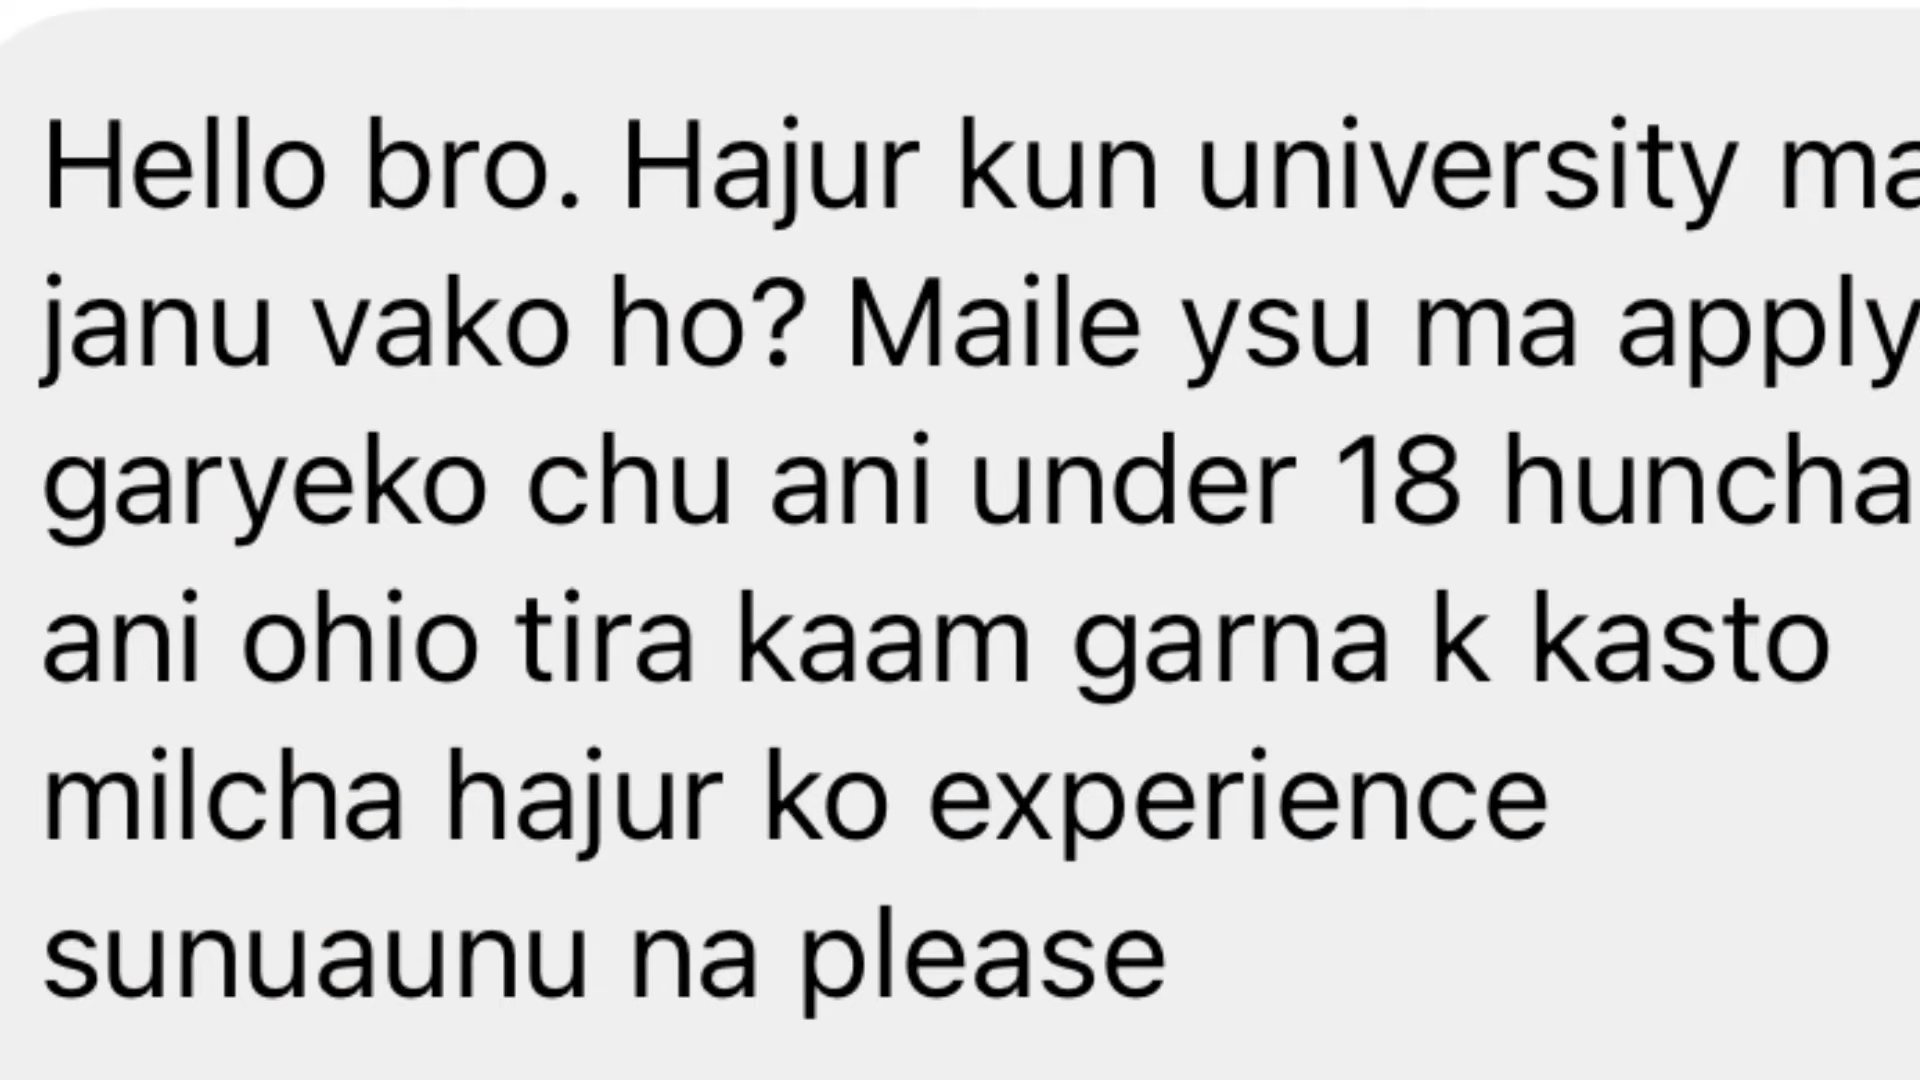 Hello bro. Hajur kun university ma
janu vako ho? Maile ysu ma apply
garyeko chu ani under 18 huncha
ani ohio tira kaam garna k kasto
milcha hajur ko experience
sunuaunu na please